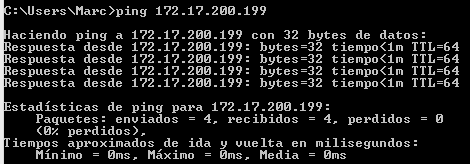 C:\Users\Marc>ping 172.17.200.199
Haciendo ping a 172.17.200.199 con 32 bytes de datos:
Respuesta desde 172.17.200.199: bytes=32 tiempo<1m TTL=64
Respuesta desde 172.17.200.199: bytes=32 tiempo<1m TTL=64
Respuesta desde 172.17.200.199: bytes=32 tiempo<1m TTL=64
Respuesta desde 172.17.200.199: bytes=32 tiempo<1m TTL=64
Estadísticas de ping para 172.17.200.199:
Paquetes: enviados = 4, recibidos = 4, perdidos = 0
(0% perdidos),
Tiempos aproximados de ida y vuelta en milisegundos:
Mínimo = 0ms, Máximo = 0ms, Media = 0ms